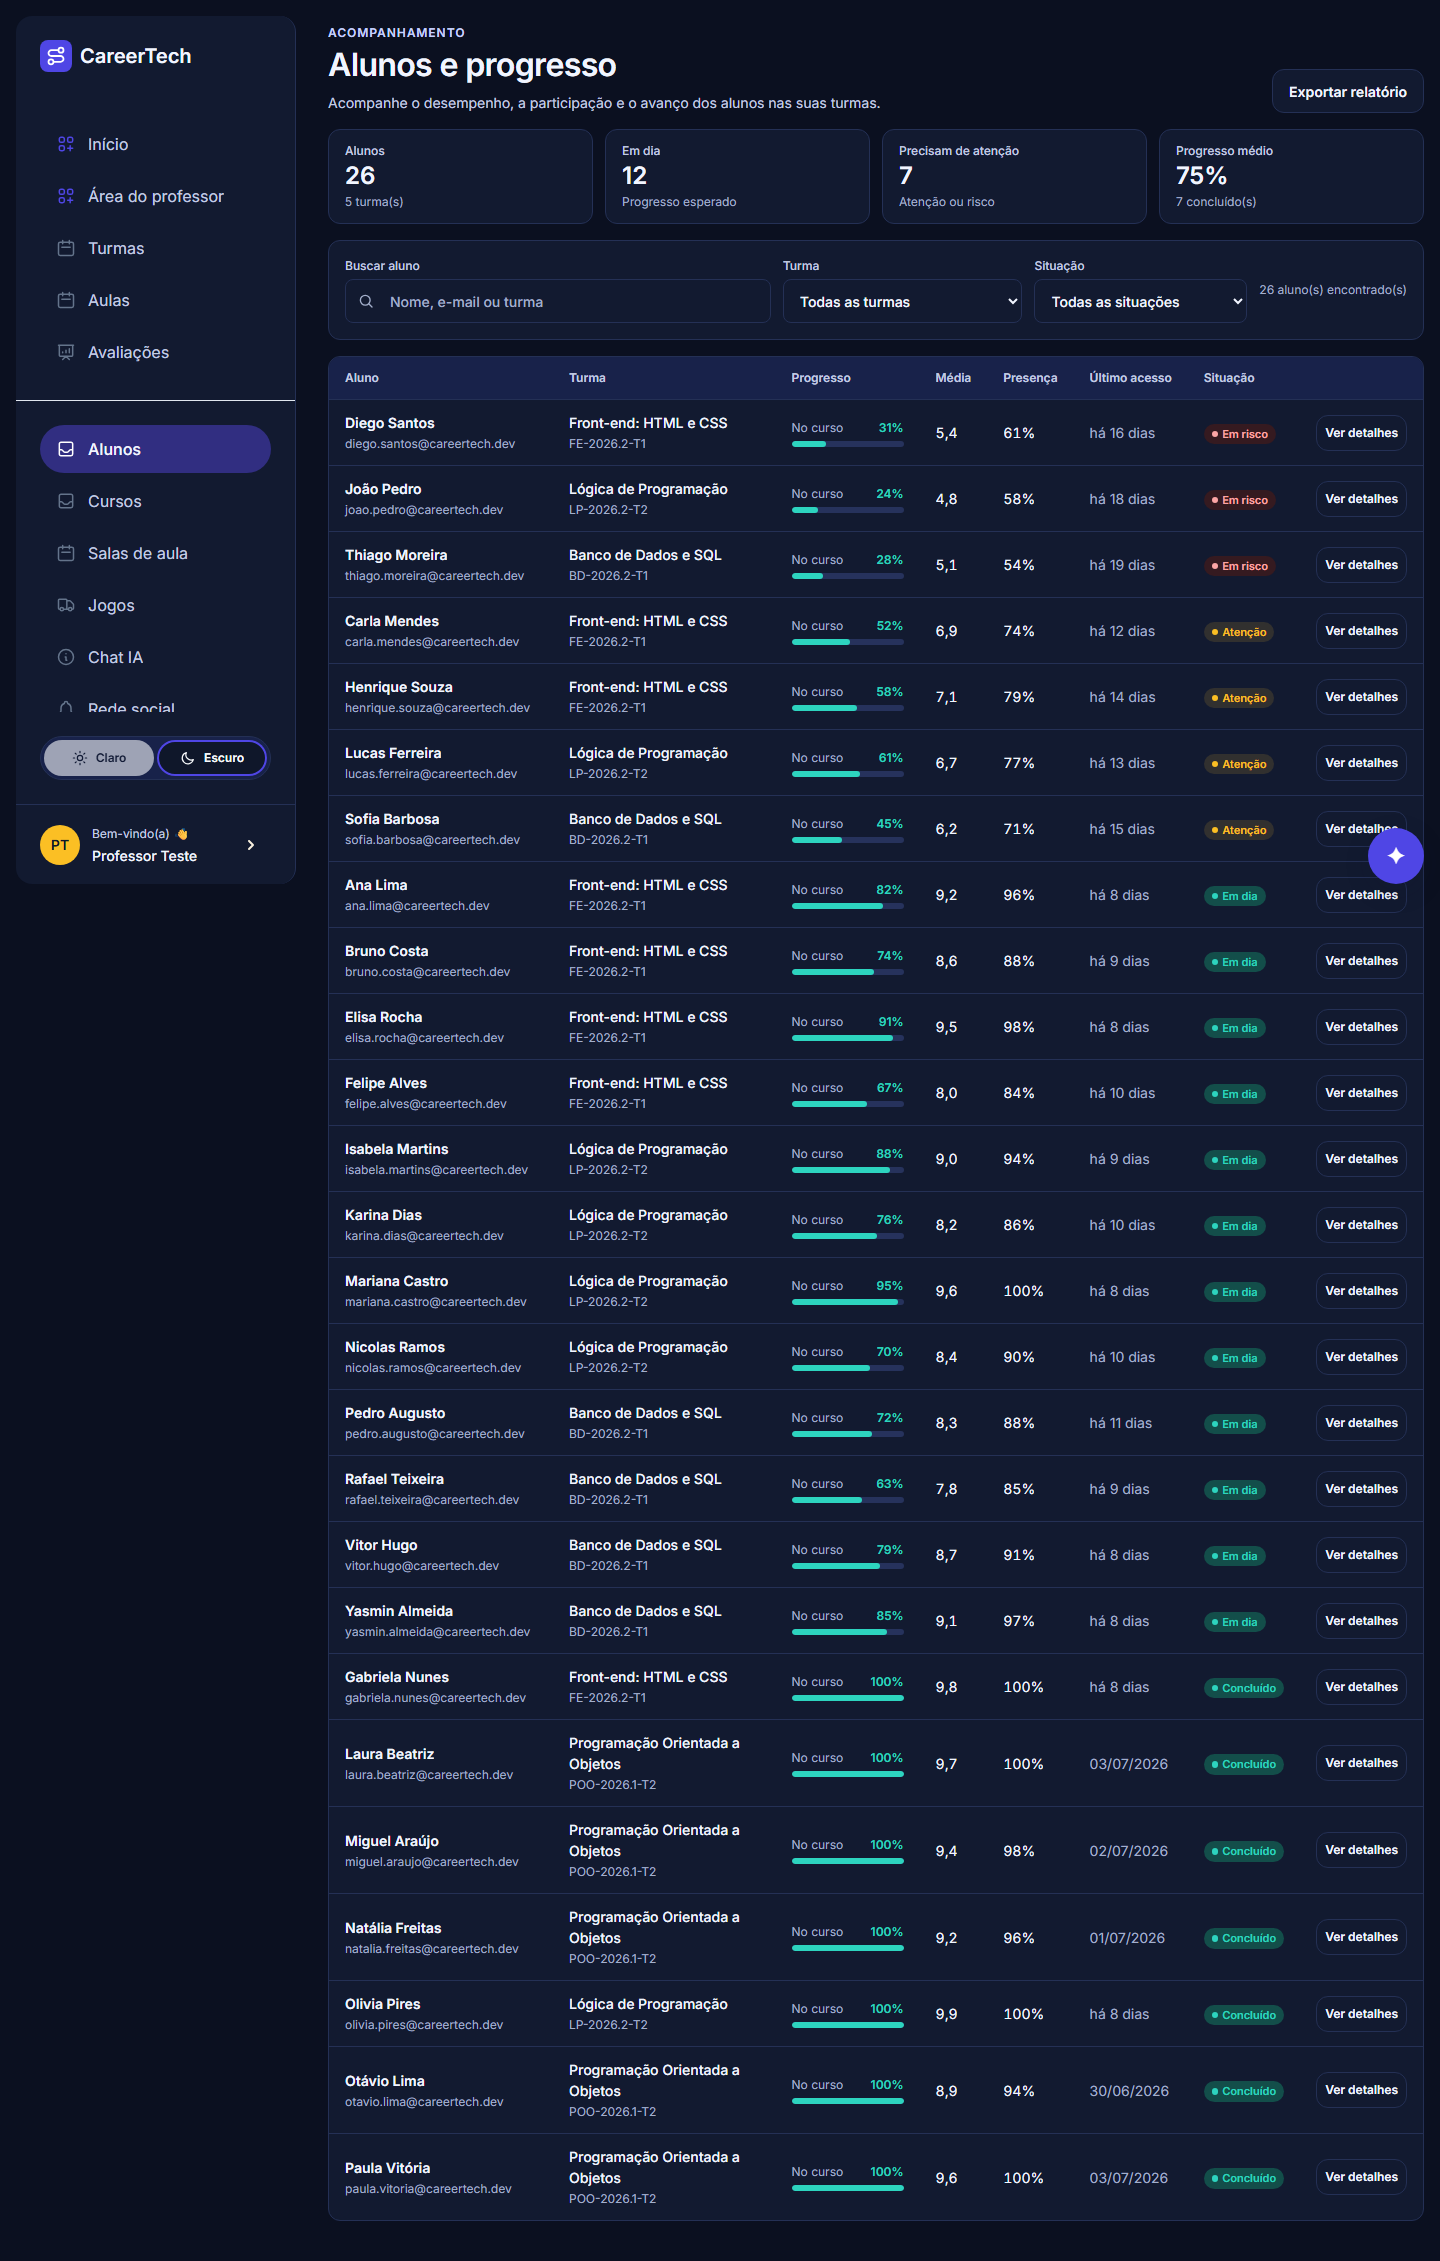 CareerTech
Início
Área do professor
Turmas
Aulas
Avaliações
Alunos
Cursos
Salas de aula
Jogos
Chat IA
Rede social
Claro
Escuro
PT
Bem-vindo(a) 👋
Professor Teste
ACOMPANHAMENTO
Alunos e progresso
Acompanhe o desempenho, a participação e o avanço dos alunos nas suas turmas.
Exportar relatório
Alunos
26
5 turma(s)
Em dia
12
Progresso esperado
Precisam de atenção
7
Atenção ou risco
Progresso médio
75%
7 concluído(s)
Buscar aluno
Nome, e-mail ou turma
Turma
Todas as turmas
Situação
Todas as situações
26 aluno(s) encontrado(s)
Aluno Turma Progresso Média Presença Último acesso Situação
Diego Santos Front-end: HTML e CSS No curso 31% 5,4 61% há 16 dias Em risco Ver detalhes
diego.santos@careertech.dev FE-2026.2-T1
João Pedro Lógica de Programação No curso 24% 4,8 58% há 18 dias Em risco Ver detalhes
joao.pedro@careertech.dev LP-2026.2-T2
Thiago Moreira Banco de Dados e SQL No curso 28% 5,1 54% há 19 dias Em risco Ver detalhes
thiago.moreira@careertech.dev BD-2026.2-T1
Carla Mendes Front-end: HTML e CSS No curso 52% 6,9 74% há 12 dias Atenção Ver detalhes
carla.mendes@careertech.dev FE-2026.2-T1
Henrique Souza Front-end: HTML e CSS No curso 58% 7,1 79% há 14 dias Atenção Ver detalhes
henrique.souza@careertech.dev FE-2026.2-T1
Lucas Ferreira Lógica de Programação No curso 61% 6,7 77% há 13 dias Atenção Ver detalhes
lucas.ferreira@careertech.dev LP-2026.2-T2
Sofia Barbosa Banco de Dados e SQL No curso 45% 6,2 71% há 15 dias Atenção Ver detalhes
sofia.barbosa@careertech.dev BD-2026.2-T1
Ana Lima Front-end: HTML e CSS No curso 82% 9,2 96% há 8 dias Em dia Ver detalhes
ana.lima@careertech.dev FE-2026.2-T1
Bruno Costa Front-end: HTML e CSS No curso 74% 8,6 88% há 9 dias Em dia Ver detalhes
bruno.costa@careertech.dev FE-2026.2-T1
Elisa Rocha Front-end: HTML e CSS No curso 91% 9,5 98% há 8 dias Em dia Ver detalhes
elisa.rocha@careertech.dev FE-2026.2-T1
Felipe Alves Front-end: HTML e CSS No curso 67% 8,0 84% há 10 dias Em dia Ver detalhes
felipe.alves@careertech.dev FE-2026.2-T1
Isabela Martins Lógica de Programação No curso 88% 9,0 94% há 9 dias Em dia Ver detalhes
isabela.martins@careertech.dev LP-2026.2-T2
Karina Dias Lógica de Programação No curso 76% 8,2 86% há 10 dias Em dia Ver detalhes
karina.dias@careertech.dev LP-2026.2-T2
Mariana Castro Lógica de Programação No curso 95% 9,6 100% há 8 dias Em dia Ver detalhes
mariana.castro@careertech.dev LP-2026.2-T2
Nicolas Ramos Lógica de Programação No curso 70% 8,4 90% há 10 dias Em dia Ver detalhes
nicolas.ramos@careertech.dev LP-2026.2-T2
Pedro Augusto Banco de Dados e SQL No curso 72% 8,3 88% há 11 dias Em dia Ver detalhes
pedro.augusto@careertech.dev BD-2026.2-T1
Rafael Teixeira Banco de Dados e SQL No curso 63% 7,8 85% há 9 dias Em dia Ver detalhes
rafael.teixeira@careertech.dev BD-2026.2-T1
Vitor Hugo Banco de Dados e SQL No curso 79% 8,7 91% há 8 dias Em dia Ver detalhes
vitor.hugo@careertech.dev BD-2026.2-T1
Yasmin Almeida Banco de Dados e SQL No curso 85% 9,1 97% há 8 dias Em dia Ver detalhes
yasmin.almeida@careertech.dev BD-2026.2-T1
Gabriela Nunes Front-end: HTML e CSS No curso 100% 9,8 100% há 8 dias Concluído Ver detalhes
gabriela.nunes@careertech.dev FE-2026.2-T1
Laura Beatriz Programação Orientada a Objetos No curso 100% 9,7 100% 03/07/2026 Concluído Ver detalhes
laura.beatriz@careertech.dev POO-2026.1-T2
Miguel Araújo Programação Orientada a Objetos No curso 100% 9,4 98% 02/07/2026 Concluído Ver detalhes
miguel.araujo@careertech.dev POO-2026.1-T2
Natália Freitas Programação Orientada a Objetos No curso 100% 9,2 96% 01/07/2026 Concluído Ver detalhes
natalia.freitas@careertech.dev POO-2026.1-T2
Olivia Pires Lógica de Programação No curso 100% 9,9 100% há 8 dias Concluído Ver detalhes
olivia.pires@careertech.dev LP-2026.2-T2
Otávio Lima Programação Orientada a Objetos No curso 100% 8,9 94% 30/06/2026 Concluído Ver detalhes
otavio.lima@careertech.dev POO-2026.1-T2
Paula Vitória Programação Orientada a Objetos No curso 100% 9,6 100% 03/07/2026 Concluído Ver detalhes
paula.vitoria@careertech.dev POO-2026.1-T2